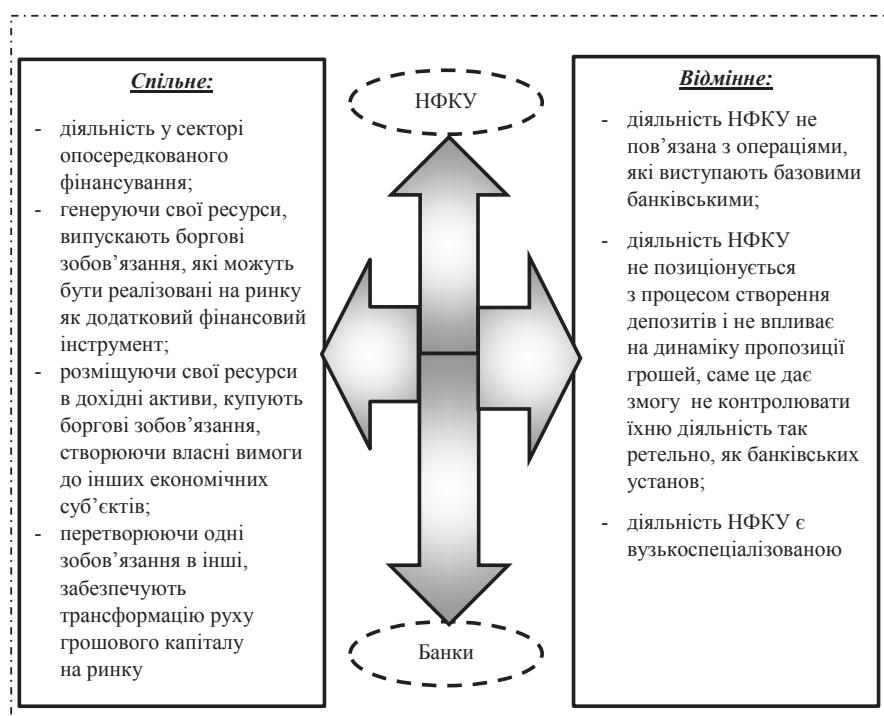 Спільне:
- діяльність у секторі
опосередкованого
фінансування;
- генеруючи свої ресурси,
випускають боргові
зобов’язання, які можуть
бути реалізовані на ринку
як додатковий фінансовий
інструмент;
- розміщуючи свої ресурси
в дохідні активи, купують
боргові зобов’язання,
створюючи власні вимоги
до інших економічних
суб’єктів;
- перетворюючи одні
зобов’язання в інші,
забезпечують
трансформацію руху
грошового капіталу
на ринку
НФКУ
Банки
Відмінне:
- діяльність НФКУ не
пов’язана з операціями,
які виступають базовими
банківськими;
- діяльність НФКУ
не позиціонується
з процесом створення
депозитів і не впливає
на динаміку пропозиції
грошей, саме це дає
змогу не контролювати
їхню діяльність так
ретельно, як банківських
установ;
- діяльність НФКУ є
вузькоспеціалізованою